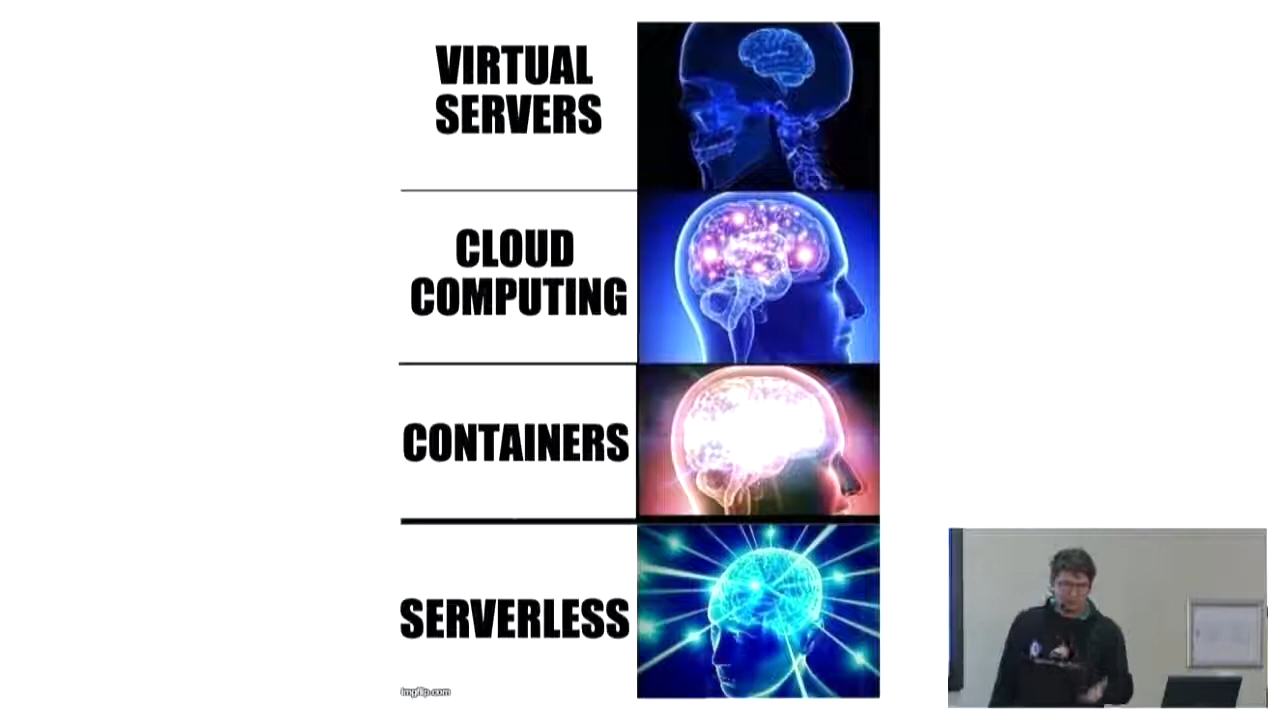 VIRTUAL
SERVERS
CLOUD
COMPUTING
CONTAINERS
SERVERLESS
imgflip.com